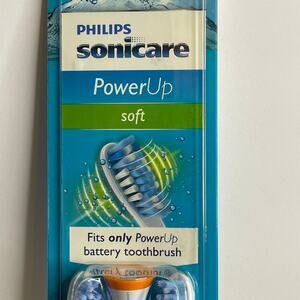 PHILIPS
sonicare
PowerUp
soft
Fits only PowerUp
battery toothbrush